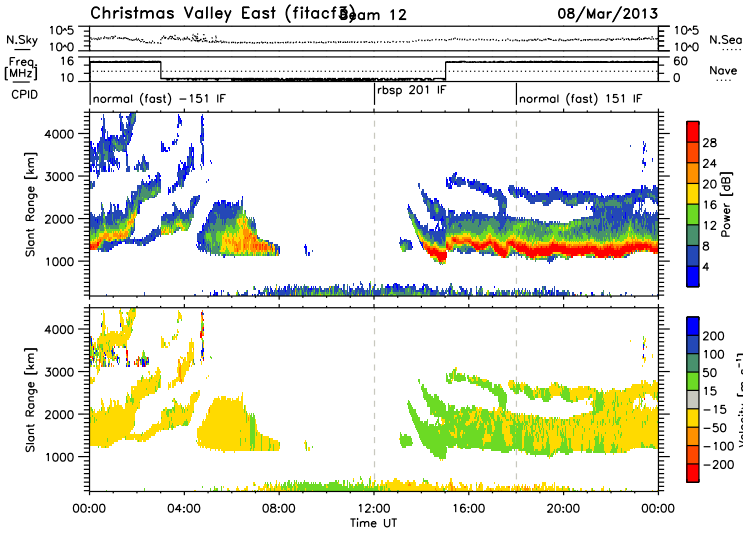 Christmas Valley East (fitacf3) Beam 12 08/Mar/2013
N.Sky 10^5 10^0 10^5 10^0 N.Sea
Freq. [MHz] 16 10 60 0 Nave
CPID normal (fast) -151 IF rbsp 201 IF normal (fast) 151 IF
Slant Range [km] 4000 3000 2000 1000
Power [dB] 28 24 20 16 12 8 4
Slant Range [km] 4000 3000 2000 1000
Velocity [m s^-1] 200 100 50 15 -15 -50 -100 -200
00:00 04:00 08:00 12:00 16:00 20:00 00:00
Time UT